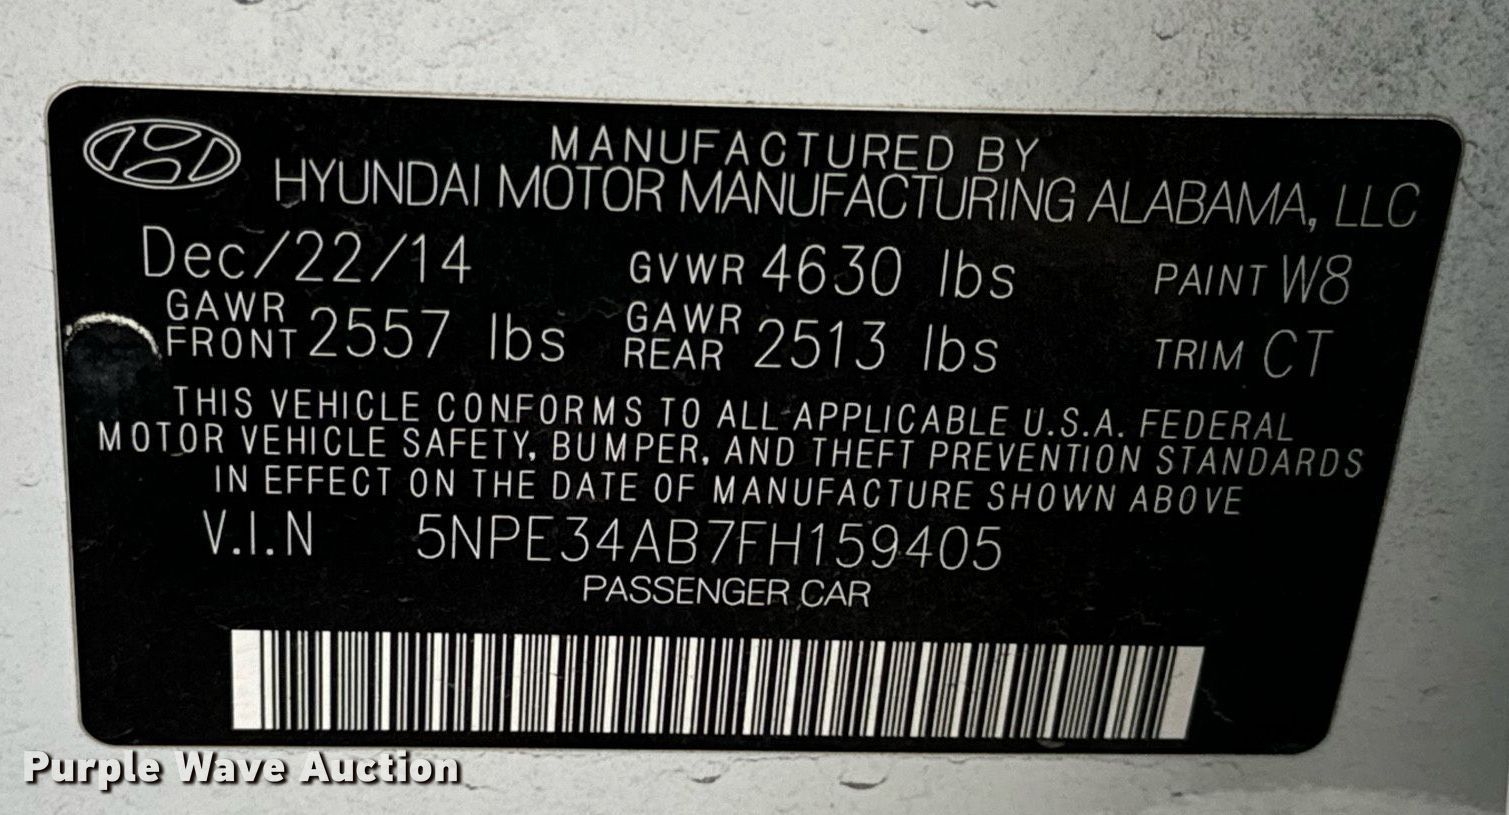 MANUFACTURED BY
HYUNDAI MOTOR MANUFACTURING ALABAMA, LLC
Dec/22/14 GVWR 4630 lbs PAINT W8
GAWR FRONT 2557 lbs GAWR REAR 2513 lbs TRIM CT
THIS VEHICLE CONFORMS TO ALL APPLICABLE U.S.A. FEDERAL
MOTOR VEHICLE SAFETY, BUMPER, AND THEFT PREVENTION STANDARDS
IN EFFECT ON THE DATE OF MANUFACTURE SHOWN ABOVE
V.I.N 5NPE34AB7FH159405
PASSENGER CAR
Purple Wave Auction